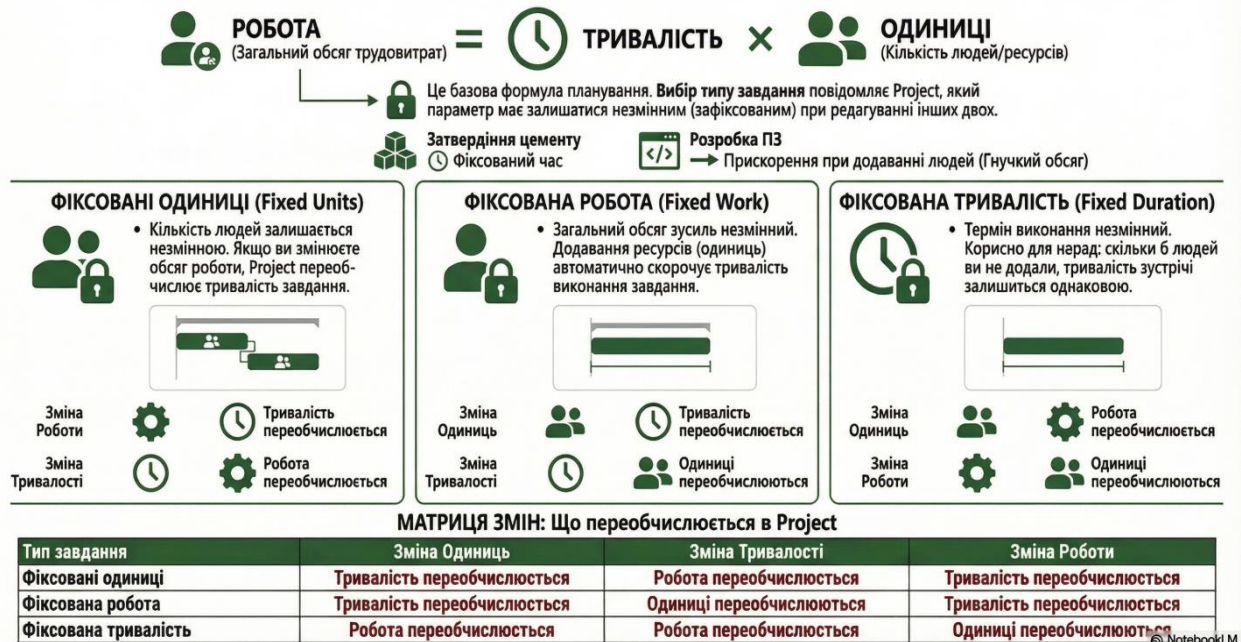 РОБОТА
(Загальний обсяг трудовитрат)
=
ТРИВАЛІСТЬ
×
ОДИНИЦІ
(Кількість людей/ресурсів)
Це базова формула планування. Вибір типу завдання повідомляє Project, який
параметр має залишатися незмінним (зафіксованим) при редагуванні інших двох.
Затвердіння цементу
Фіксований час
</>
Розробка ПЗ
Прискорення при додаванні людей (Гнучкий обсяг)
ФІКСОВАНІ ОДИНИЦІ (Fixed Units)
• Кількість людей залишається
незмінною. Якщо ви змінюєте
обсяг роботи, Project переоб-
числює тривалість завдання.
Зміна
Роботи
Тривалість
переобчислюється
Зміна
Тривалості
Робота
переобчислюється
ФІКСОВАНА РОБОТА (Fixed Work)
• Загальний обсяг зусиль незмінний.
Додавання ресурсів (одиниць)
автоматично скорочує тривалість
виконання завдання.
Зміна
Одиниць
Тривалість
переобчислюється
Зміна
Тривалості
Одиниці
переобчислюються
ФІКСОВАНА ТРИВАЛІСТЬ (Fixed Duration)
• Термін виконання незмінний.
Корисно для нарад: скільки б людей
ви не додали, тривалість зустрічі
залишиться однаковою.
Зміна
Одиниць
Робота
переобчислюється
Зміна
Роботи
Одиниці
переобчислюються
МАТРИЦЯ ЗМІН: Що переобчислюється в Project
Тип завдання Зміна Одиниць Зміна Тривалості Зміна Роботи
Фіксовані одиниці Тривалість переобчислюється Робота переобчислюється Тривалість переобчислюється
Фіксована робота Тривалість переобчислюється Одиниці переобчислюються Тривалість переобчислюється
Фіксована тривалість Робота переобчислюється Робота переобчислюється Одиниці переобчислюються
NotebookLM